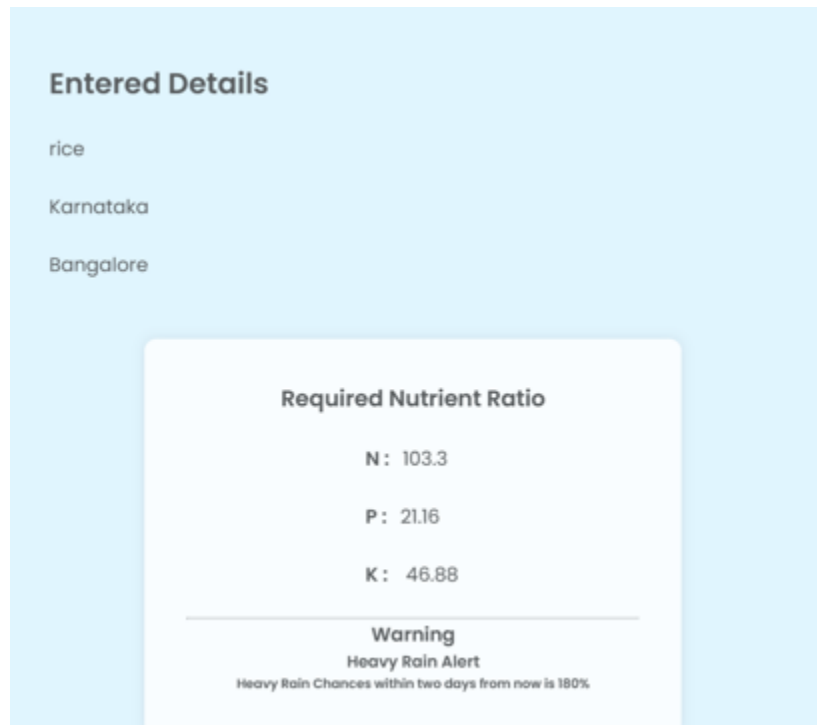 Entered Details
rice
Karnataka
Bangalore
Required Nutrient Ratio
N : 103.3
P : 21.16
K : 46.88
Warning
Heavy Rain Alert
Heavy Rain Chances within two days from now is 180%